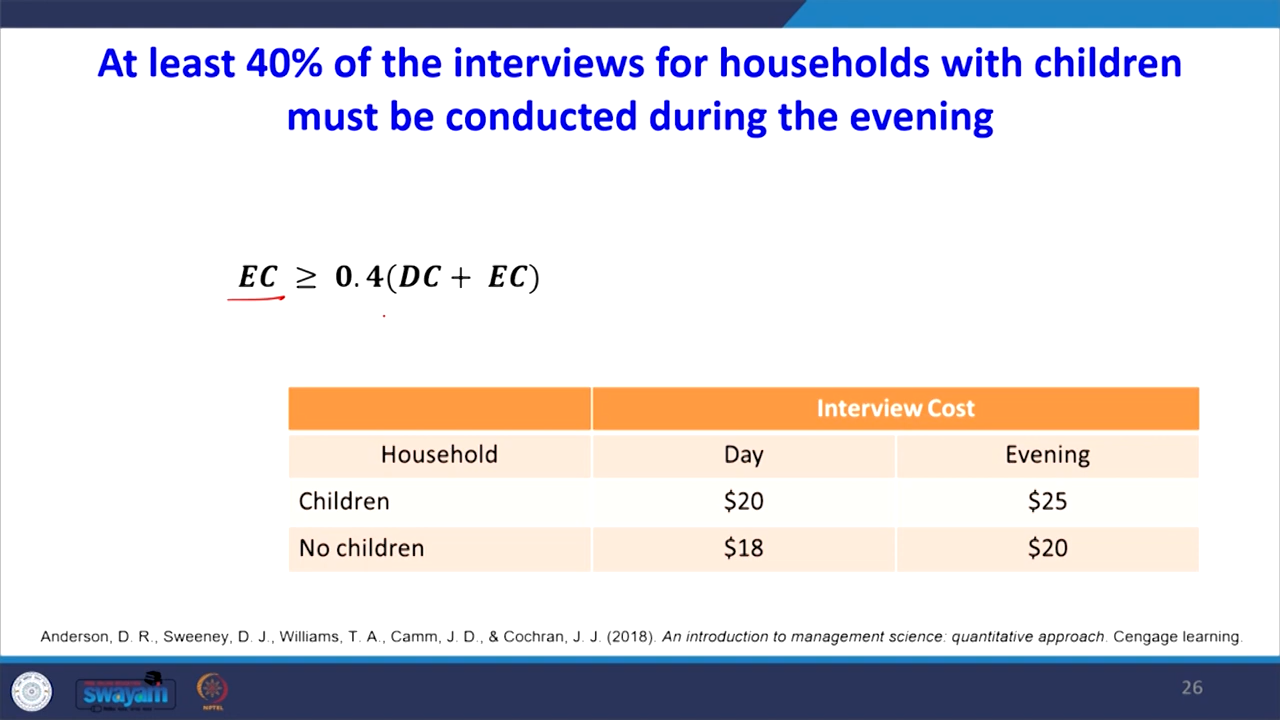 At least 40% of the interviews for households with children
must be conducted during the evening
EC ≥ 0.4(DC + EC)
Interview Cost
Household Day Evening
Children $20 $25
No children $18 $20
Anderson, D. R., Sweeney, D. J., Williams, T. A., Camm, J. D., & Cochran, J. J. (2018). An introduction to management science: quantitative approach. Cengage learning.
swayam
NPTEL
26